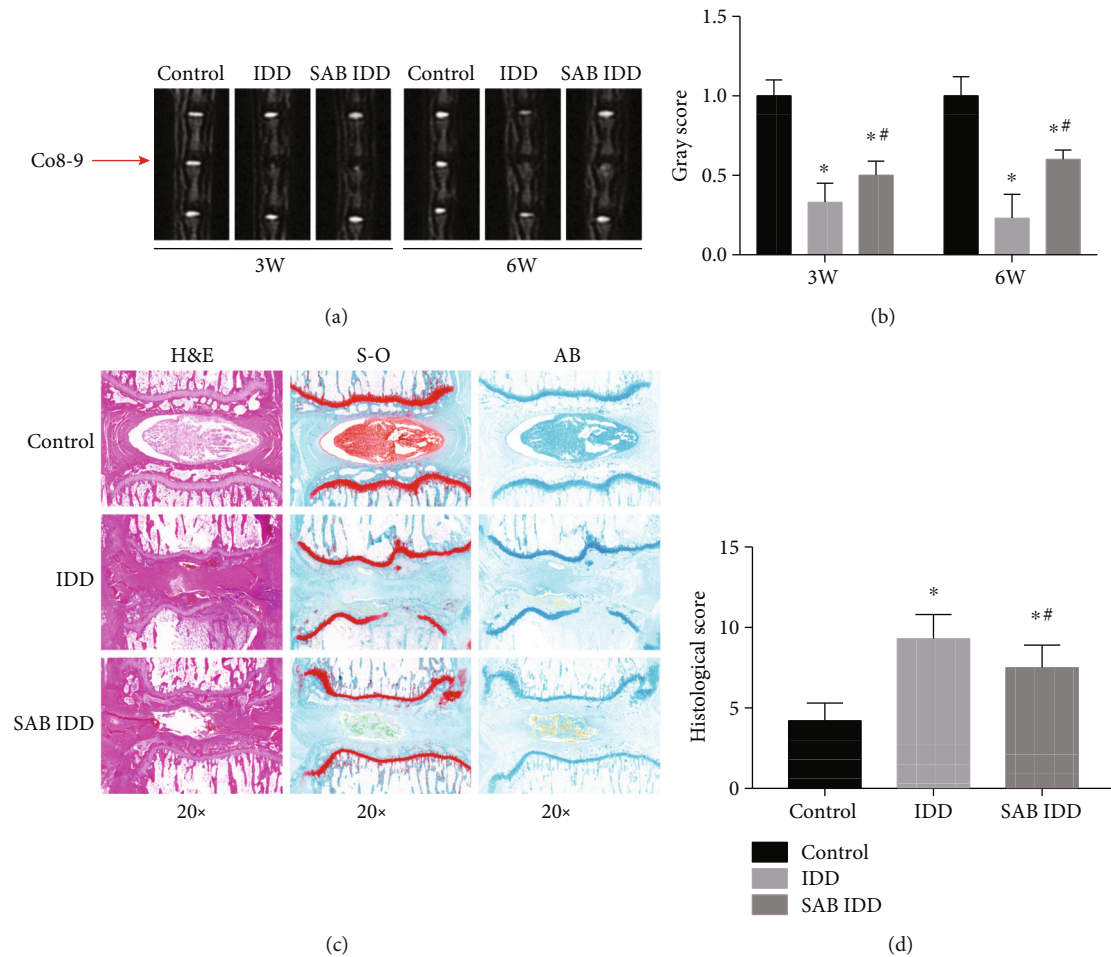 Control IDD SAB IDD Control IDD SAB IDD
Co8-9
3W 6W
(a)
Gray score
1.5
1.0
0.5
0.0
* *# * *#
3W 6W
(b)
H&E S-O AB
Control
IDD
SAB IDD
20× 20× 20×
(c)
Histological score
15
10
5
0
* *#
Control IDD SAB IDD
Control
IDD
SAB IDD
(d)